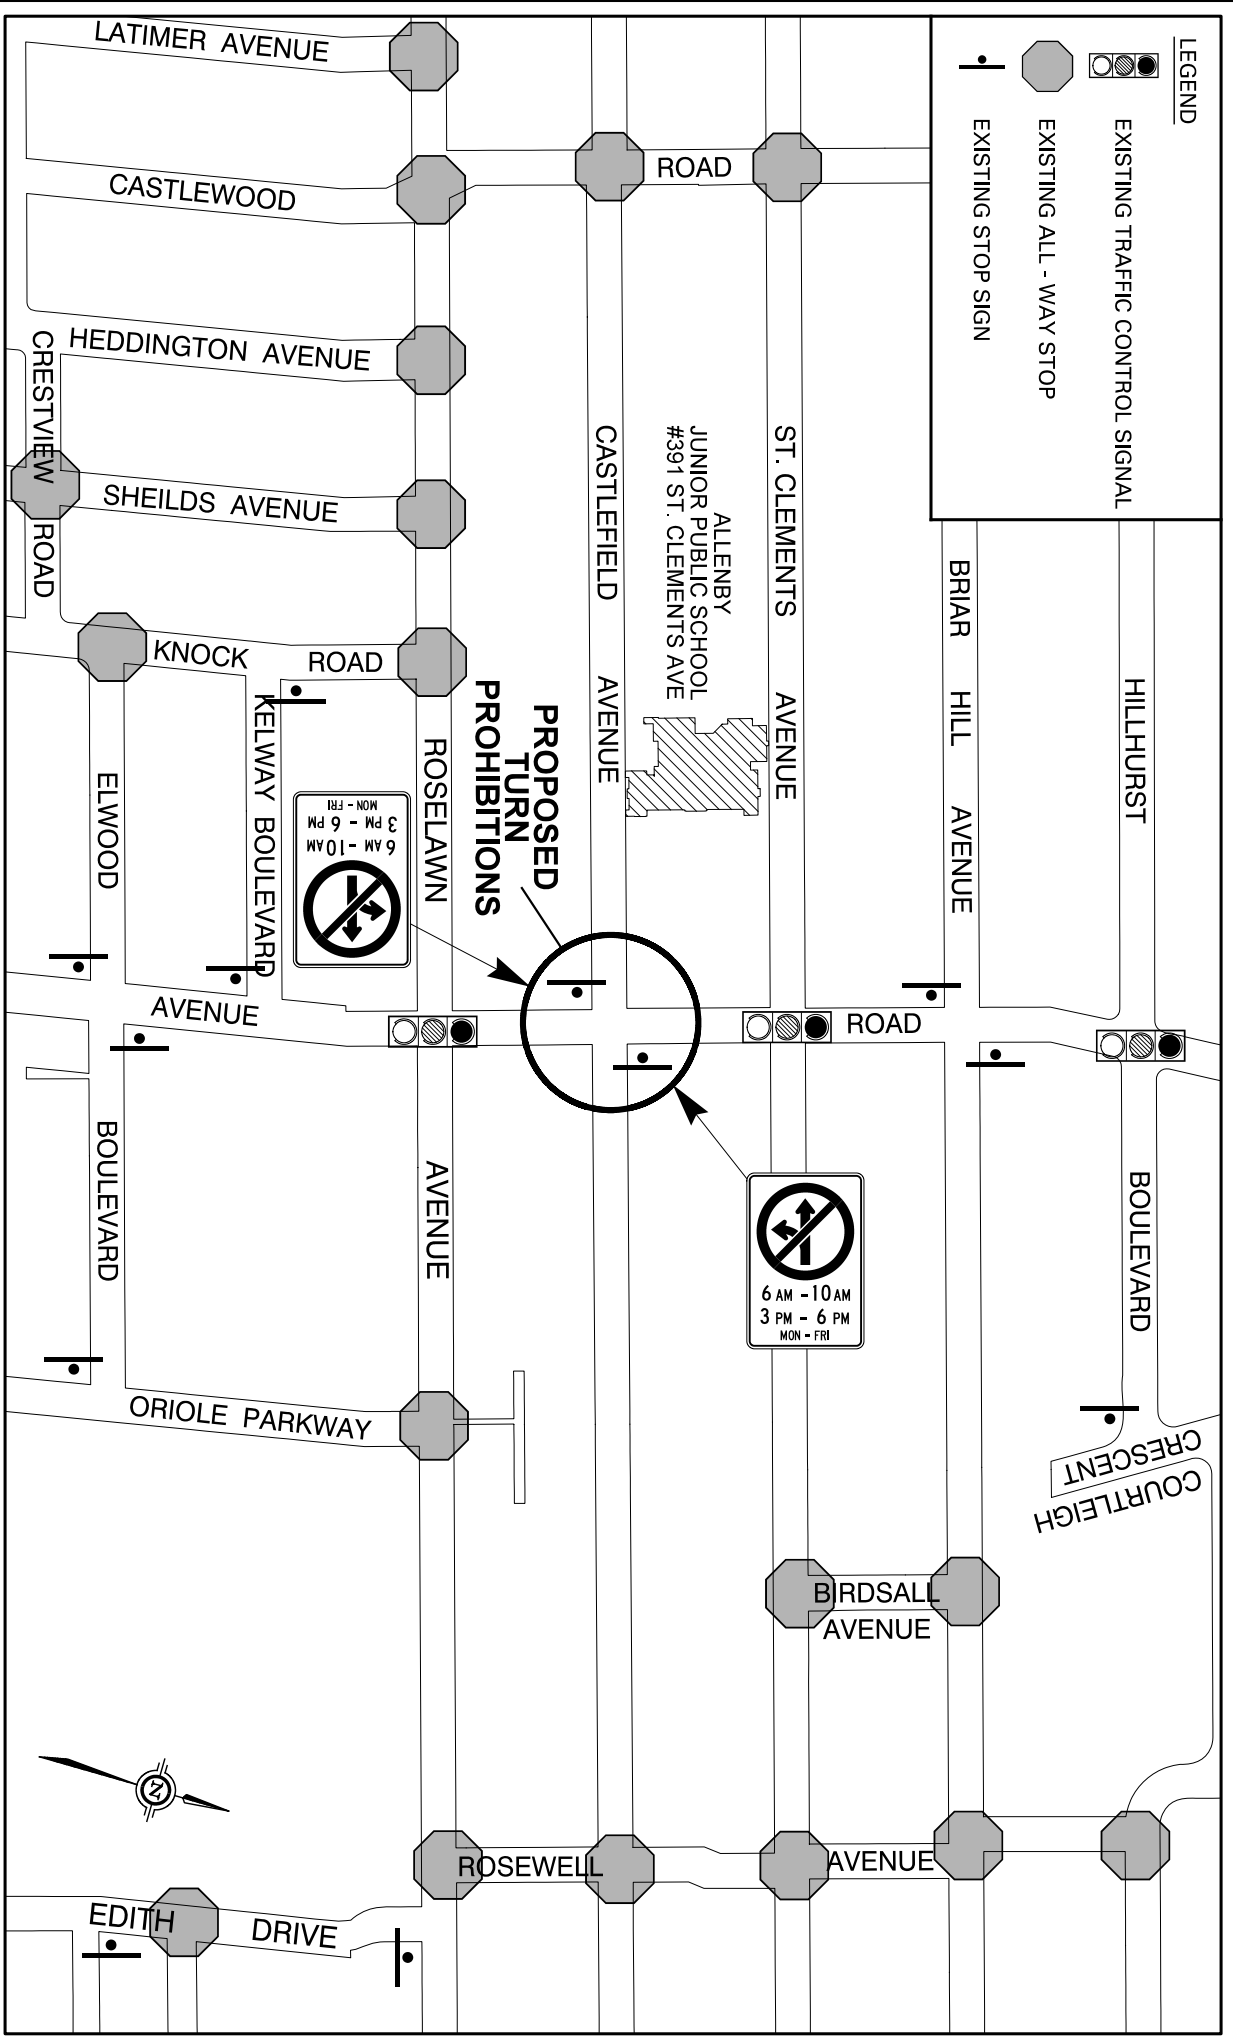 LEGEND
EXISTING TRAFFIC CONTROL SIGNAL
EXISTING ALL - WAY STOP
EXISTING STOP SIGN
LATIMER AVENUE
CASTLEWOOD
ROAD
HEDDINGTON AVENUE
CRESTVIEW
ROAD
SHEILDS AVENUE
KNOCK
ROAD
ELWOOD
BOULEVARD
KELWAY BOULEVARD
ROSELAWN
AVENUE
CASTLEFIELD
AVENUE
ALLENBY
JUNIOR PUBLIC SCHOOL
#391 ST. CLEMENTS AVE
ST. CLEMENTS
AVENUE
BRIAR HILL AVENUE
HILLHURST
BOULEVARD
PROPOSED
TURN
PROHIBITIONS
6 AM - 10 AM
3 PM - 6 PM
MON - FRI
AVENUE
ROAD
6 AM - 10 AM
3 PM - 6 PM
MON - FRI
ORIOLE PARKWAY
COURTLEIGH
CRESCENT
BIRDSALL
AVENUE
N
ROSEWELL
AVENUE
EDITH
DRIVE